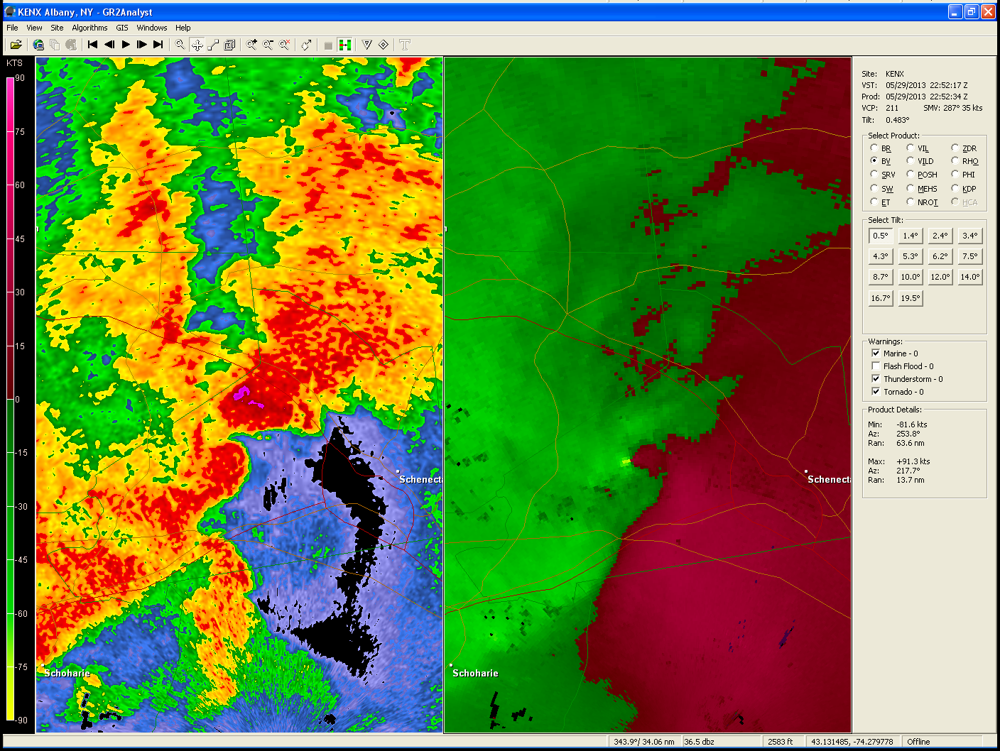 KENX Albany, NY - GR2Analyst
File View Site Algorithms GIS Windows Help
KTS
90
75
60
45
30
15
0
-15
-30
-45
-60
-75
-90
Schenect
Schoharie
Schenect
Schoharie
Site: KENX
VST: 05/29/2013 22:52:17 Z
Prod: 05/29/2013 22:52:34 Z
VCP: 211 SMV: 287° 35 kts
Tilt: 0.483°
Select Product:
BR VIL ZDR
BV VILD RHO
SRV POSH PHI
SW MEHS KDP
ET NROT HCA
Select Tilt:
0.5° 1.4° 2.4° 3.4°
4.3° 5.3° 6.2° 7.5°
8.7° 10.0° 12.0° 14.0°
16.7° 19.5°
Warnings:
Marine - 0
Flash Flood - 0
Thunderstorm - 0
Tornado - 0
Product Details:
Min: -81.6 kts
Az: 253.8°
Ran: 63.6 nm
Max: +91.3 kts
Az: 217.7°
Ran: 13.7 nm
343.9°/ 34.06 nm 36.5 dbz 2583 ft 43.131485, -74.279778 Offline